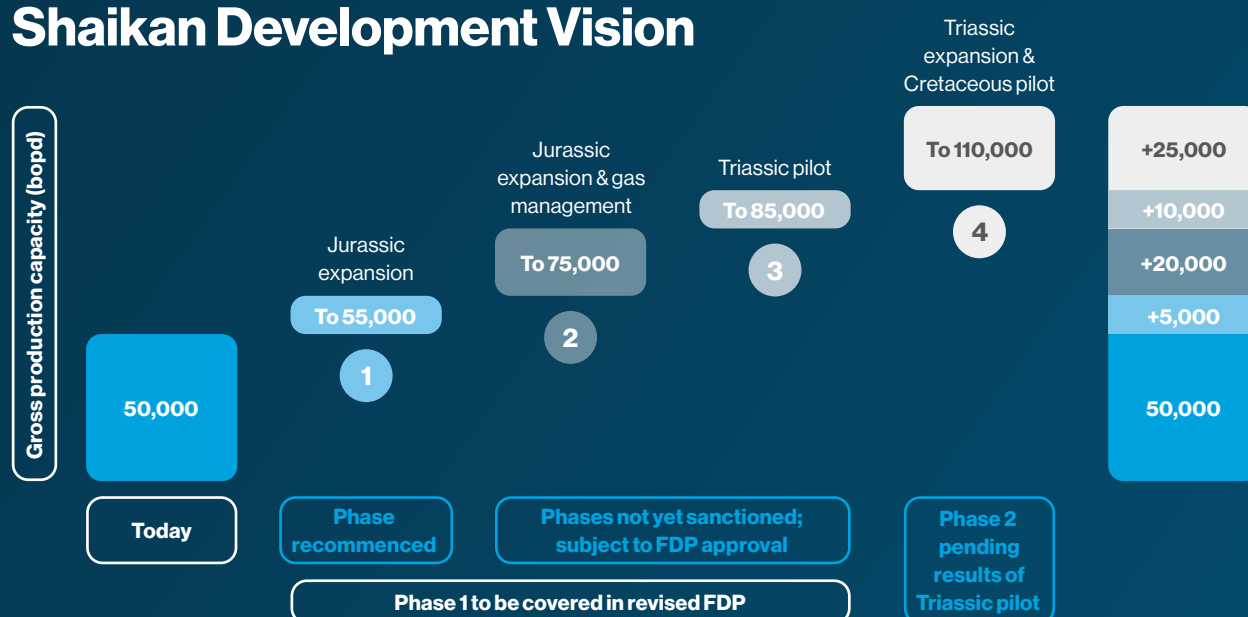 Shaikan Development Vision
Gross production capacity (bopd)
50,000
Today
Jurassic
expansion
To 55,000
1
Phase
recommenced
Jurassic
expansion & gas
management
To 75,000
2
Triassic pilot
To 85,000
3
Phases not yet sanctioned;
subject to FDP approval
Phase 1 to be covered in revised FDP
Triassic
expansion &
Cretaceous pilot
To 110,000
4
Phase 2
pending
results of
Triassic pilot
+25,000
+10,000
+20,000
+5,000
50,000